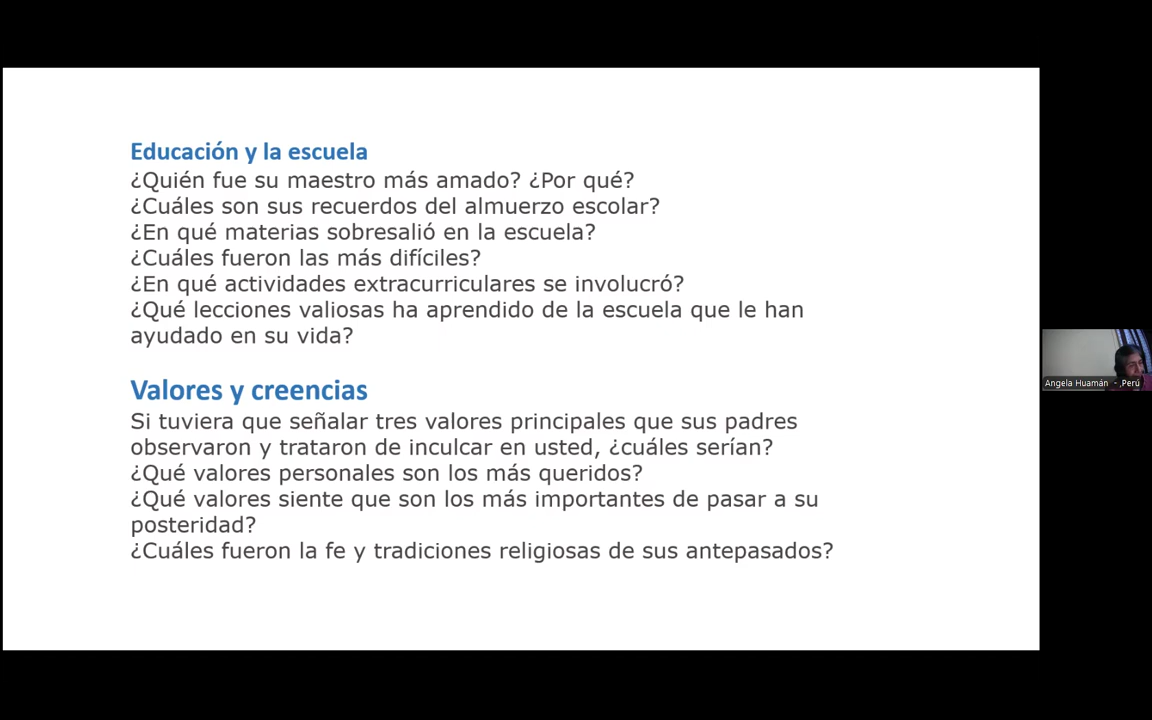 Educación y la escuela
¿Quién fue su maestro más amado? ¿Por qué?
¿Cuáles son sus recuerdos del almuerzo escolar?
¿En qué materias sobresalió en la escuela?
¿Cuáles fueron las más difíciles?
¿En qué actividades extracurriculares se involucró?
¿Qué lecciones valiosas ha aprendido de la escuela que le han
ayudado en su vida?
Valores y creencias
Si tuviera que señalar tres valores principales que sus padres
observaron y trataron de inculcar en usted, ¿cuáles serían?
¿Qué valores personales son los más queridos?
¿Qué valores siente que son los más importantes de pasar a su
posteridad?
¿Cuáles fueron la fe y tradiciones religiosas de sus antepasados?
Angela Huamán - ,Perú